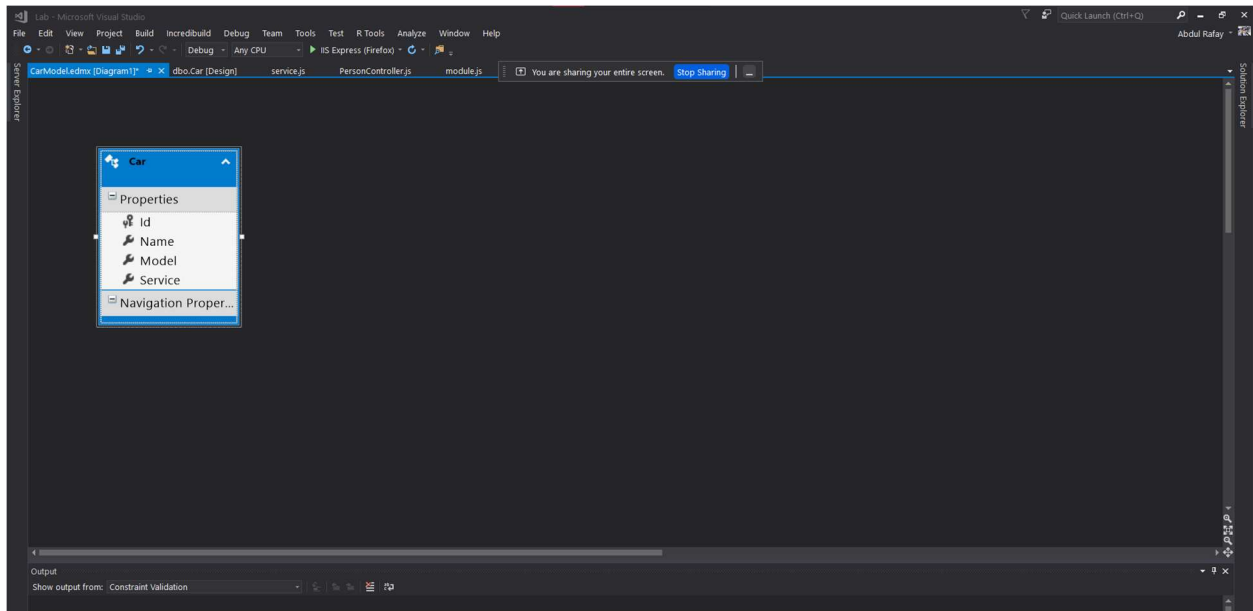 Lab - Microsoft Visual Studio
Quick Launch (Ctrl+Q)
File Edit View Project Build Incredibuild Debug Team Tools Test R Tools Analyze Window Help
Abdul Rafay
Debug Any CPU IIS Express (Firefox)
CarModel.edmx [Diagram1]* dbo.Car [Design] service.js PersonController.js module.js
You are sharing your entire screen. Stop Sharing
Server Explorer
Solution Explorer
Car
Properties
Id
Name
Model
Service
Navigation Proper...
Output
Show output from: Constraint Validation